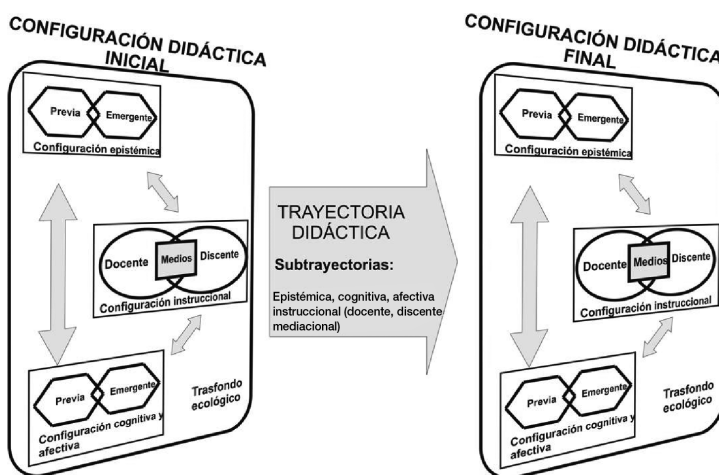 CONFIGURACIÓN DIDÁCTICA
INICIAL
Previa
Emergente
Configuración epistémica
Docente
Medios
Discente
Configuración instruccional
Previa
Emergente
Configuración cognitiva y
afectiva
Trasfondo
ecológico
TRAYECTORIA
DIDÁCTICA
Subtrayectorias:
Epistémica, cognitiva, afectiva
instruccional (docente, discente
mediacional)
CONFIGURACIÓN DIDÁCTICA
FINAL
Previa
Emergente
Configuración epistémica
Docente
Medios
Discente
Configuración instruccional
Previa
Emergente
Configuración cognitiva y
afectiva
Trasfondo
ecológico